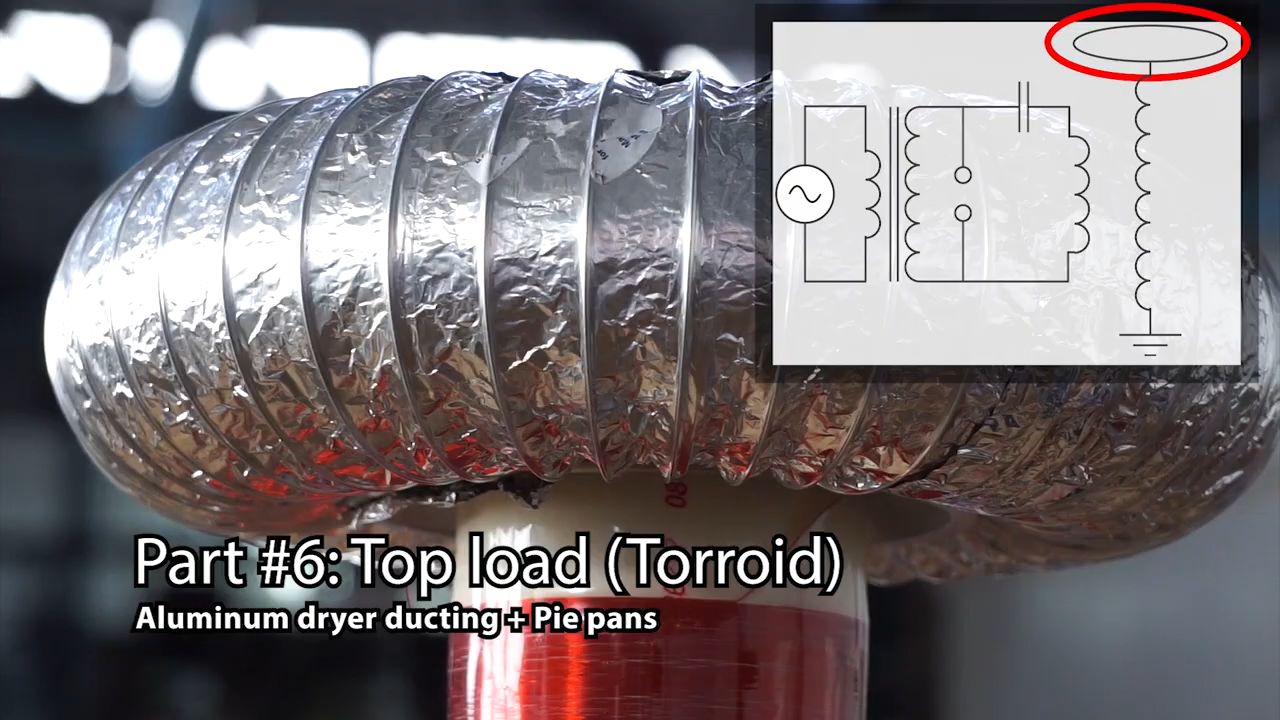 Part #6: Top load (Torroid)
Aluminum dryer ducting + Pie pans